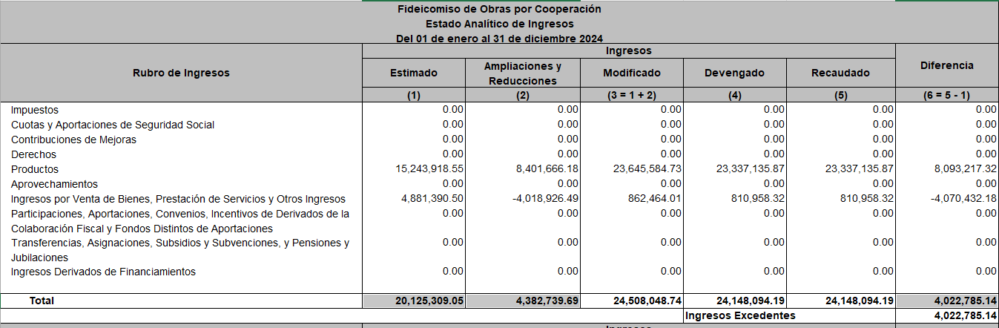 Fideicomiso de Obras por Cooperación
Estado Analítico de Ingresos
Del 01 de enero al 31 de diciembre 2024
Rubro de Ingresos Ingresos Diferencia
Estimado Ampliaciones y Reducciones Modificado Devengado Recaudado
(1) (2) (3 = 1 + 2) (4) (5) (6 = 5 - 1)
Impuestos 0.00 0.00 0.00 0.00 0.00 0.00
Cuotas y Aportaciones de Seguridad Social 0.00 0.00 0.00 0.00 0.00 0.00
Contribuciones de Mejoras 0.00 0.00 0.00 0.00 0.00 0.00
Derechos 0.00 0.00 0.00 0.00 0.00 0.00
Productos 15,243,918.55 8,401,666.18 23,645,584.73 23,337,135.87 23,337,135.87 8,093,217.32
Aprovechamientos 0.00 0.00 0.00 0.00 0.00 0.00
Ingresos por Venta de Bienes, Prestación de Servicios y Otros Ingresos 4,881,390.50 -4,018,926.49 862,464.01 810,958.32 810,958.32 -4,070,432.18
Participaciones, Aportaciones, Convenios, Incentivos de Derivados de la 0.00 0.00 0.00 0.00 0.00 0.00
Colaboración Fiscal y Fondos Distintos de Aportaciones
Transferencias, Asignaciones, Subsidios y Subvenciones, y Pensiones y 0.00 0.00 0.00 0.00 0.00 0.00
Jubilaciones
Ingresos Derivados de Financiamientos 0.00 0.00 0.00 0.00 0.00 0.00
Total 20,125,309.05 4,382,739.69 24,508,048.74 24,148,094.19 24,148,094.19 4,022,785.14
Ingresos Excedentes 4,022,785.14